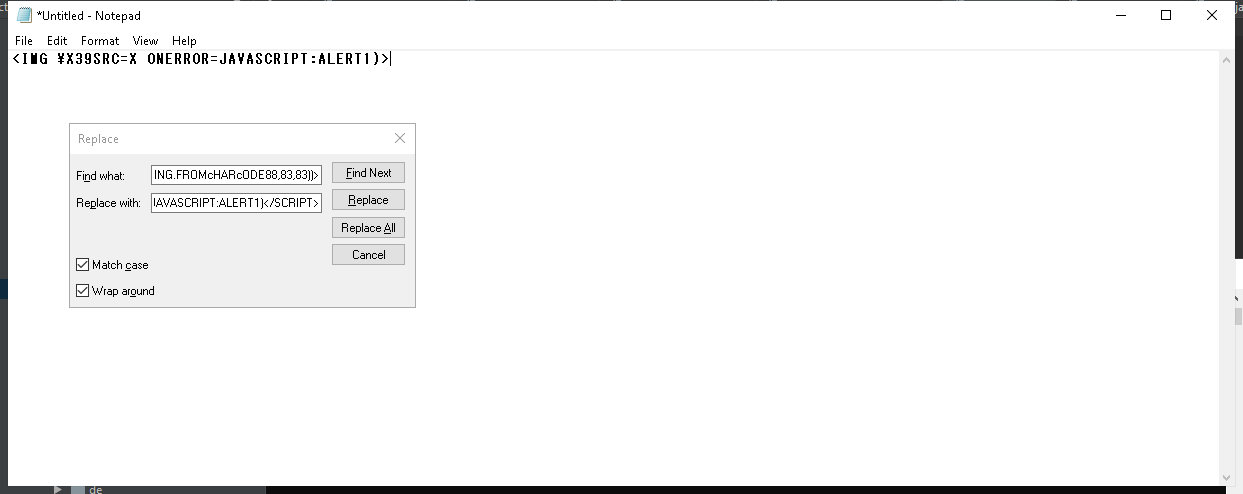 *Untitled - Notepad
File Edit Format View Help
<IMG ¥X39SRC=X ONERROR=JAVASCRIPT:ALERT1)>
Replace
Find what: ING.FROMcHARcODE88,83,83))> Find Next
Replace with: IAVASCRIPT:ALERT1)</SCRIPT> Replace
Replace All
Cancel
Match case
Wrap around
de